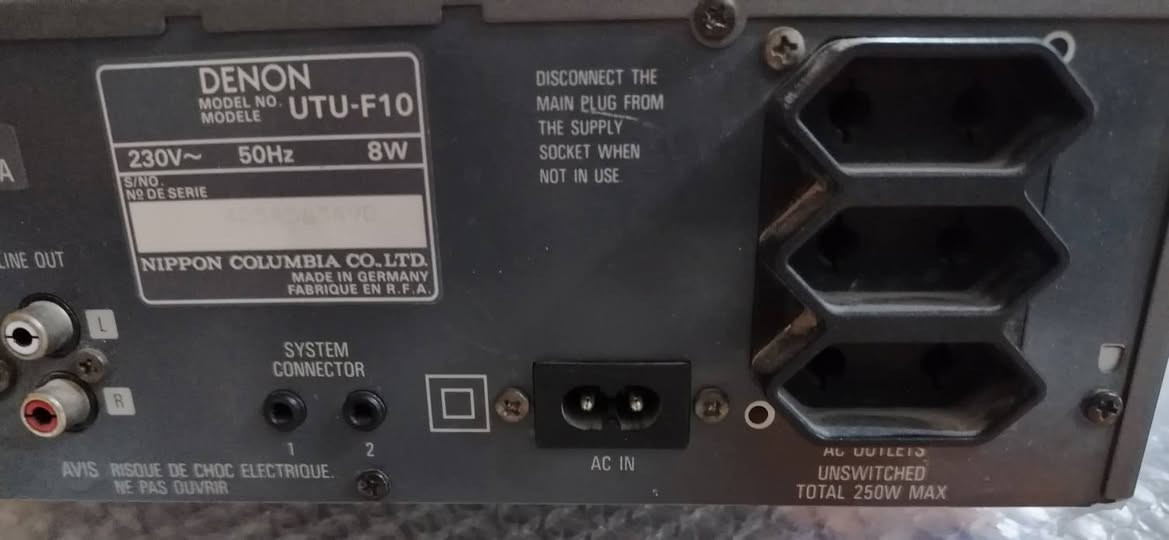 DENON
MODEL NO.
MODELE
UTU-F10
230V~ 50Hz 8W
S/NO.
Nº DE SERIE
NIPPON COLUMBIA CO., LTD.
MADE IN GERMANY
FABRIQUE EN R.F.A.
DISCONNECT THE
MAIN PLUG FROM
THE SUPPLY
SOCKET WHEN
NOT IN USE.
A
LINE OUT
L
R
SYSTEM
CONNECTOR
1 2
AC IN
AVIS RISQUE DE CHOC ELECTRIQUE.
NE PAS OUVRIR
AC OUTLETS
UNSWITCHED
TOTAL 250W MAX